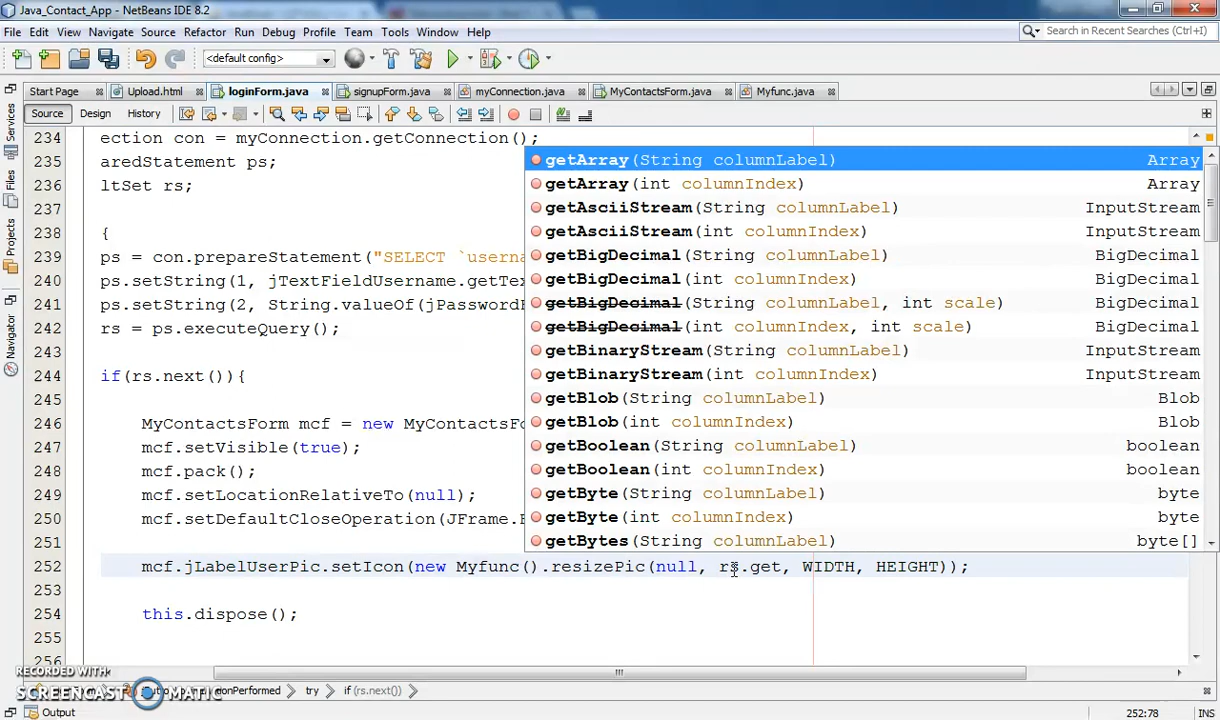 Java_Contact_App - NetBeans IDE 8.2
File Edit View Navigate Source Refactor Run Debug Profile Team Tools Window Help
Search in Recent Searches (Ctrl+I)
<default config>
Start Page Upload.html loginForm.java signupForm.java myConnection.java MyContactsForm.java Myfunc.java
Source Design History
Services
Files
Projects
Navigator
234 ection con = myConnection.getConnection();
235 aredStatement ps;
236 ltSet rs;
237
238 {
239 ps = con.prepareStatement("SELECT `userna
240 ps.setString(1, jTextFieldUsername.getTe
241 ps.setString(2, String.valueOf(jPassword
242 rs = ps.executeQuery();
243
244 if(rs.next()){
245
246 MyContactsForm mcf = new MyContactsFo
247 mcf.setVisible(true);
248 mcf.pack();
249 mcf.setLocationRelativeTo(null);
250 mcf.setDefaultCloseOperation(JFrame.
251
252 mcf.jLabelUserPic.setIcon(new Myfunc().resizePic(null, rs.get, WIDTH, HEIGHT));
253
254 this.dispose();
255
256
getArray(String columnLabel) Array
getArray(int columnIndex) Array
getAsciiStream(String columnLabel) InputStream
getAsciiStream(int columnIndex) InputStream
getBigDecimal(String columnLabel) BigDecimal
getBigDecimal(int columnIndex) BigDecimal
getBigDecimal(String columnLabel, int scale) BigDecimal
getBigDecimal(int columnIndex, int scale) BigDecimal
getBinaryStream(String columnLabel) InputStream
getBinaryStream(int columnIndex) InputStream
getBlob(String columnLabel) Blob
getBlob(int columnIndex) Blob
getBoolean(String columnLabel) boolean
getBoolean(int columnIndex) boolean
getByte(String columnLabel) byte
getByte(int columnIndex) byte
getBytes(String columnLabel) byte[]
RECORDED WITH
SCREENCAST MATIC
onPerformed try if (rs.next())
Output
252:78 INS